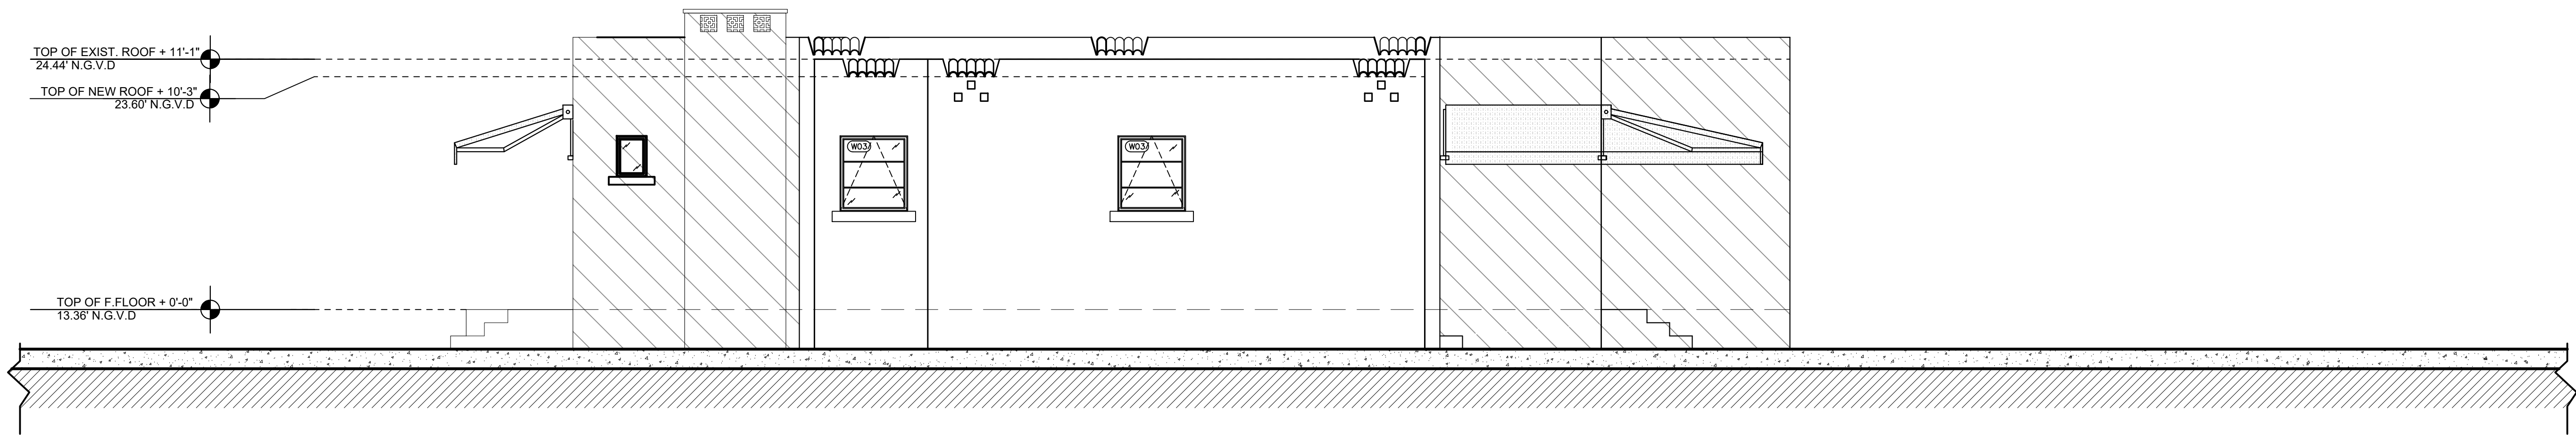 TOP OF EXIST. ROOF + 11'-1"
24.44' N.G.V.D
TOP OF NEW ROOF + 10'-3"
23.60' N.G.V.D
W03
W03
TOP OF F.FLOOR + 0'-0"
13.36' N.G.V.D